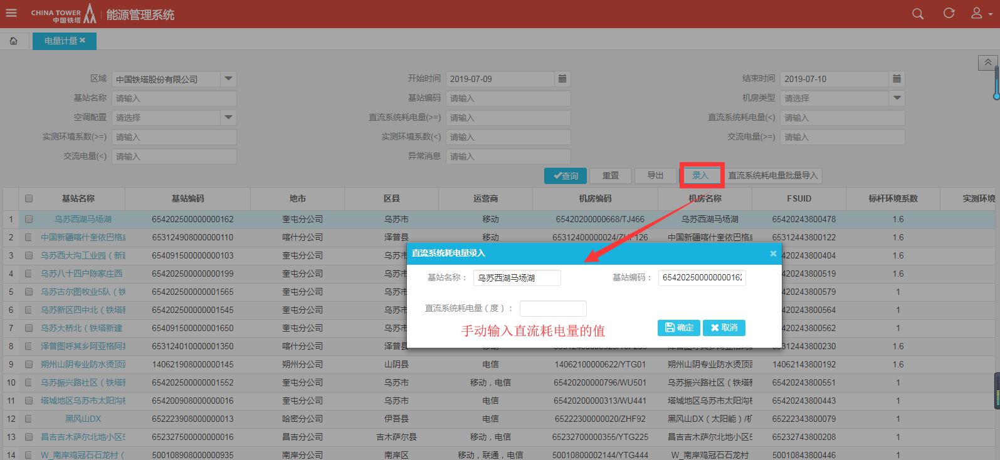 CHINA TOWER
中国铁塔
能源管理系统
电量计量
区域 中国铁塔股份有限公司 开始时间 2019-07-09 结束时间 2019-07-10
基站名称 请输入 基站编码 请输入 机房类型 请选择
空调配置 请选择 直流系统耗电量(>=) 请输入 直流系统耗电量(<) 请输入
实测环境系数(>=) 请输入 实测环境系数(<) 请输入 交流电量(>=) 请输入
交流电量(<) 请输入 异常消息 请输入
查询 重置 导出 录入 直流系统耗电量批量导入
基站名称 基站编码 地市 区县 运营商 机房编码 机房名称 FSUID 标杆环境系数 实测环境
1 乌苏西湖马场湖 654202500000000162 奎屯分公司 乌苏市 移动 65420200000668/TJ466 乌苏西湖马场湖 65420243800478 1.6
2 中国新疆喀什奎依巴格 653124908000000110 喀什分公司 泽普县 移动 65312400000024/ZHF126 中国新疆喀什奎依巴格 65312443800122 1.6
直流系统耗电量录入
3 乌苏西大沟工业园（新 654091500000000103 奎屯分公司 乌苏市 420243800404 1.6
4 乌苏八十四户陈家庄西 654202500000000199 奎屯分公司 乌苏市 420243800519 1.6
基站名称： 乌苏西湖马场湖 基站编码： 654202500000000162
5 乌苏古尔图牧业5队（铁 654202500000001565 奎屯分公司 乌苏市 420243800579 1
6 乌苏新区四中北（铁塔 654202500000001545 奎屯分公司 乌苏市 420243800564 1
直流系统耗电量（度）：
7 乌苏大桥北（铁塔新建 654091500000001650 奎屯分公司 乌苏市 420243800562 1
手动输入直流耗电量的值
确定 取消
8 泽普图呼其乡阿亚格阿 653124010000001350 喀什分公司 泽普县 312443800230 1.6
9 朔州山阴专业防水烫顶 140621908000000145 朔州分公司 山阴县 电信 14062100000622/YTG01 朔州山阴专业防水烫顶 14062143800192 1.6
10 乌苏振兴路社区（铁塔 654202500000001552 奎屯分公司 乌苏市 移动，电信 65420200000796/WU501 乌苏振兴路社区（铁塔 65420243800551 1
11 塔城地区乌苏市太阳沟 654200908000000016 奎屯分公司 乌苏市 电信 65420200000313/WU441 塔城地区乌苏市太阳沟 65420243800443 1
12 黑风山DX 652223908000000013 哈密分公司 伊吾县 电信 65222300000020/ZHF92 黑风山DX（太阳能）/ 65222343800079 1
13 昌吉吉木萨尔北地小区 652327500000000016 昌吉分公司 吉木萨尔县 移动，电信 65232700000355/YTG225 昌吉吉木萨尔北地小区 65232743800208 1
14 W_南岸鸡冠石石龙村（ 500108908000000935 南岸分公司 南岸区 移动，联通，电信 50010800002144/YTG444 W_南岸鸡冠石石龙村 50010843800446 1